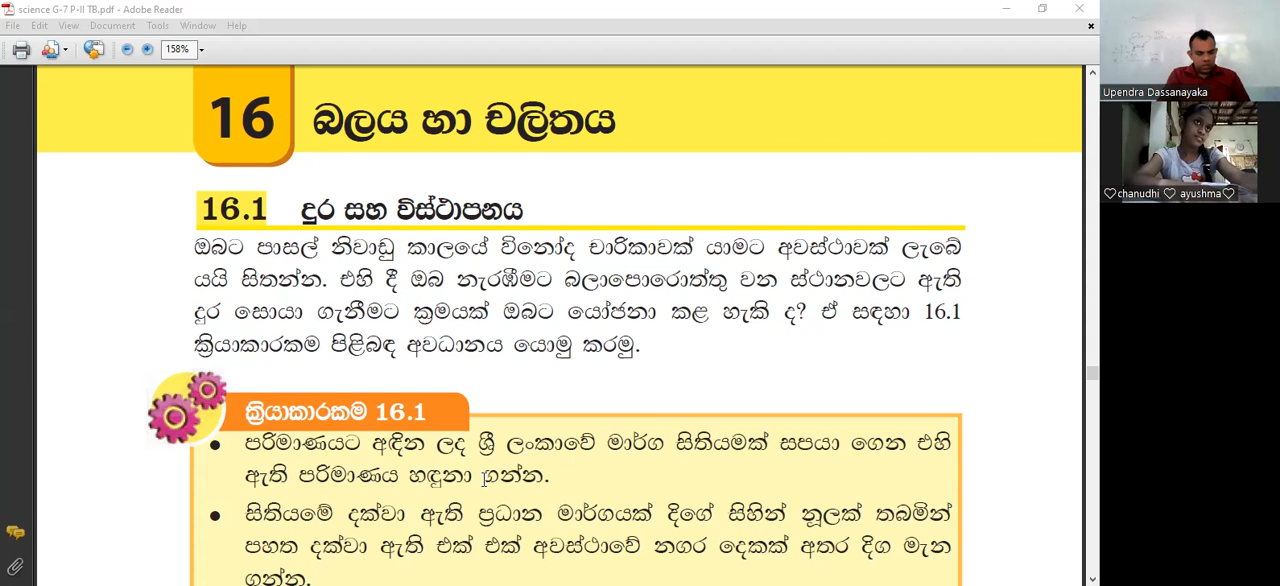 science G-7 P-II TB.pdf - Adobe Reader
File Edit View Document Tools Window Help
158%
Upendra Dassanayaka
♡chanudhi ♡ ayushma♡
16 බලය හා චලිතය
16.1 දුර සහ විස්ථාපනය
ඔබට පාසල් නිවාඩු කාලයේ විනෝද චාරිකාවක් යාමට අවස්ථාවක් ලැබේ
යයි සිතන්න. එහි දී ඔබ නැරඹීමට බලාපොරොත්තු වන ස්ථානවලට ඇති
දුර සොයා ගැනීමට ක්‍රමයක් ඔබට යෝජනා කළ හැකි ද? ඒ සඳහා 16.1
ක්‍රියාකාරකම පිළිබඳ අවධානය යොමු කරමු.
ක්‍රියාකාරකම 16.1
● පරිමාණයට අඳින ලද ශ්‍රී ලංකාවේ මාර්ග සිතියමක් සපයා ගෙන එහි
ඇති පරිමාණය හඳුනා ගන්න.
● සිතියමේ දක්වා ඇති ප්‍රධාන මාර්ගයක් දිගේ සිහින් නූලක් තබමින්
පහත දක්වා ඇති එක් එක් අවස්ථාවේ නගර දෙකක් අතර දිග මැන
ගන්න.